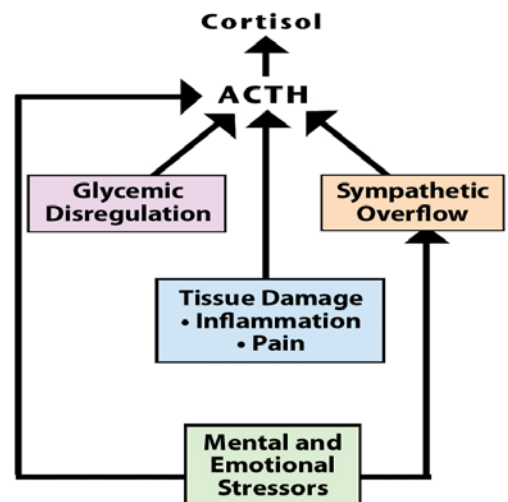 Cortisol
ACTH
Glycemic
Disregulation
Sympathetic
Overflow
Tissue Damage
• Inflammation
• Pain
Mental and
Emotional
Stressors